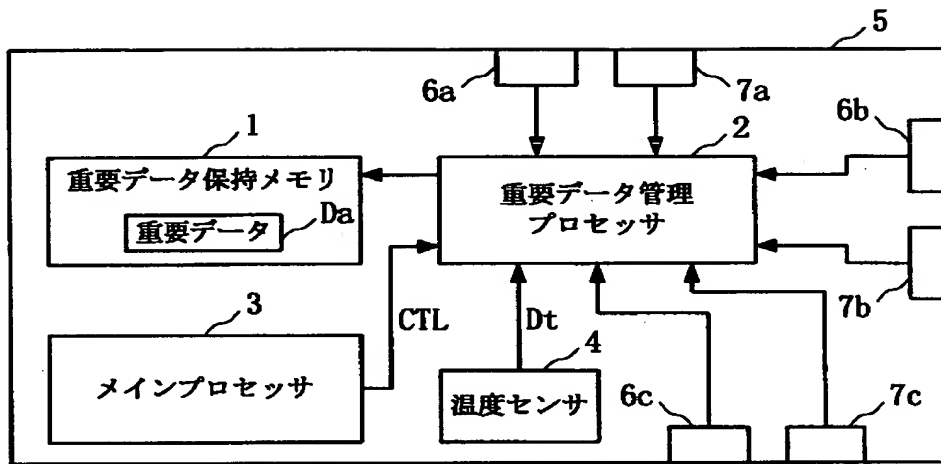 5
6a
7a
6b
1
2
重要データ保持メモリ
重要データ
Da
重要データ管理
プロセッサ
7b
3
CTL
Dt
4
メインプロセッサ
温度センサ
6c
7c